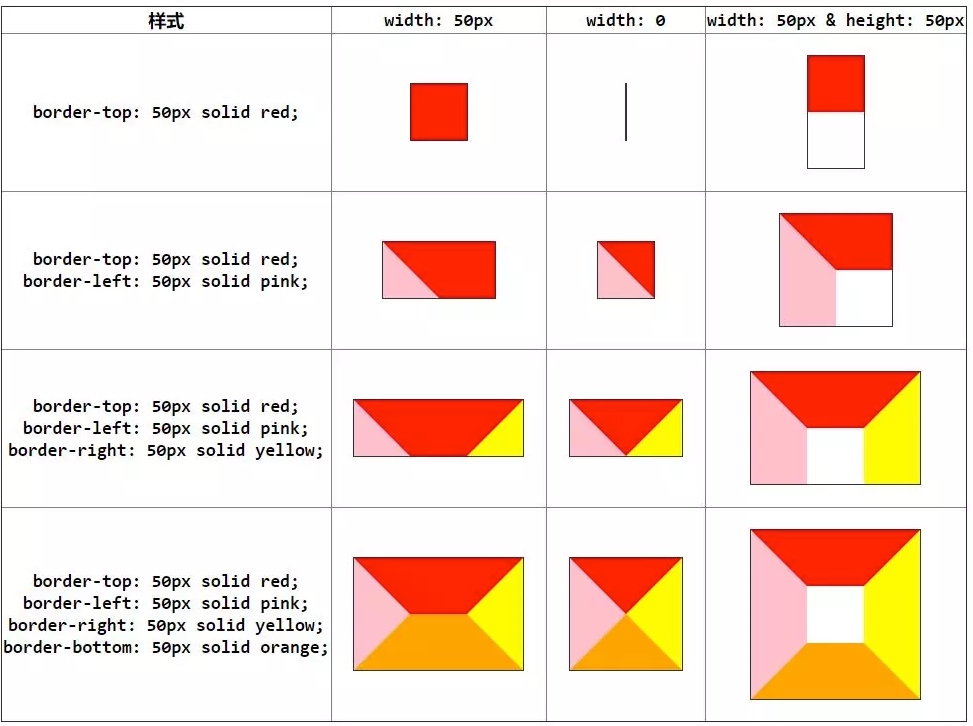 样式
width: 50px
width: 0
width: 50px & height: 50px
border-top: 50px solid red;
border-top: 50px solid red;
border-left: 50px solid pink;
border-top: 50px solid red;
border-left: 50px solid pink;
border-right: 50px solid yellow;
border-top: 50px solid red;
border-left: 50px solid pink;
border-right: 50px solid yellow;
border-bottom: 50px solid orange;